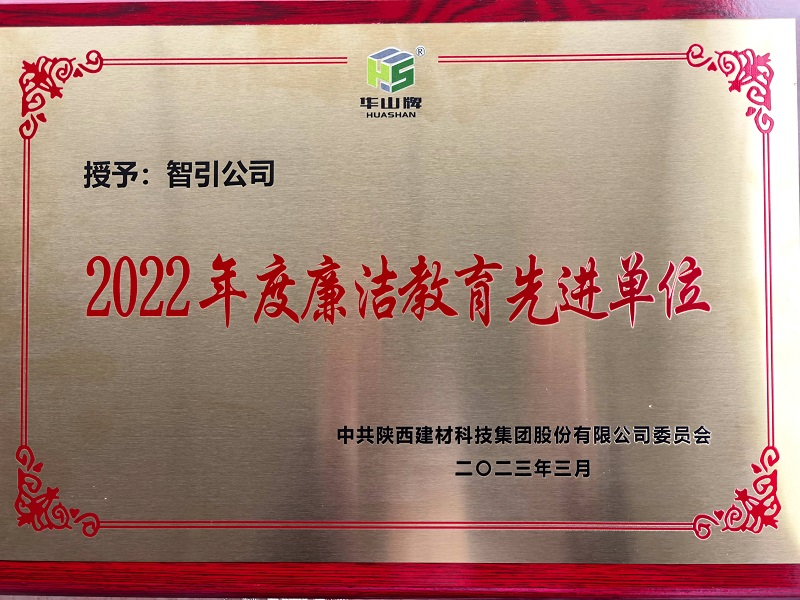 HS®
华山牌
HUASHAN
授予：智引公司
2022年度廉洁教育先进单位
中共陕西建材科技集团股份有限公司委员会
二〇二三年三月